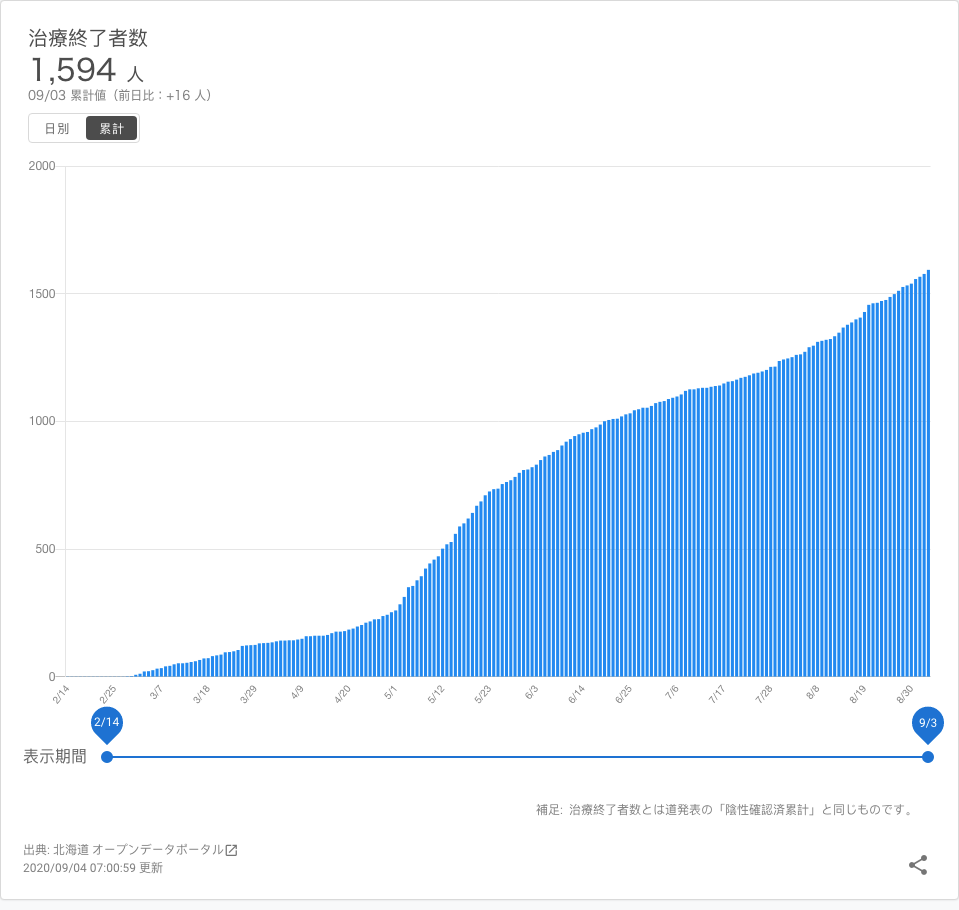 治療終了者数
1,594 人
09/03 累計値（前日比：+16 人）
日別 累計
2000
1500
1000
500
0
2/14 2/25 3/7 3/18 3/29 4/9 4/20 5/1 5/12 5/23 6/3 6/14 6/25 7/6 7/17 7/28 8/8 8/19 8/30
2/14 9/3
表示期間
補足: 治療終了者数とは道発表の「陰性確認済累計」と同じものです。
出典: 北海道 オープンデータポータル
2020/09/04 07:00:59 更新